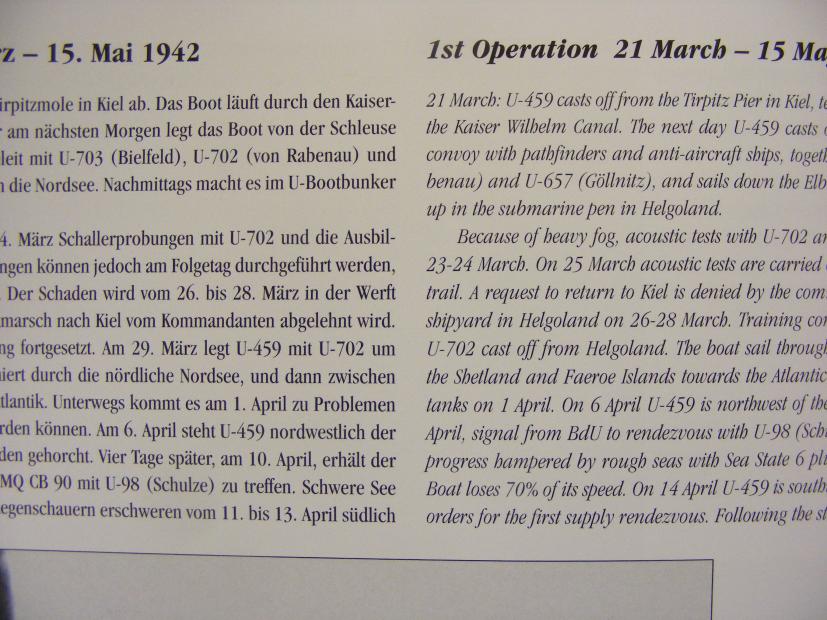 rz – 15. Mai 1942
irpitzmole in Kiel ab. Das Boot läuft durch den Kaiser-
am nächsten Morgen legt das Boot von der Schleuse
leit mit U-703 (Bielfeld), U-702 (von Rabenau) und
n die Nordsee. Nachmittags macht es im U-Bootbunker
4. März Schallerprobungen mit U-702 und die Ausbil-
ngen können jedoch am Folgetag durchgeführt werden,
. Der Schaden wird vom 26. bis 28. März in der Werft
kmarsch nach Kiel vom Kommandanten abgelehnt wird.
ng fortgesetzt. Am 29. März legt U-459 mit U-702 um
niert durch die nördliche Nordsee, und dann zwischen
tlantik. Unterwegs kommt es am 1. April zu Problemen
rden können. Am 6. April steht U-459 nordwestlich der
den gehorcht. Vier Tage später, am 10. April, erhält der
MQ CB 90 mit U-98 (Schulze) zu treffen. Schwere See
egenschauern erschweren vom 11. bis 13. April südlich
1st Operation 21 March – 15 May
21 March: U-459 casts off from the Tirpitz Pier in Kiel, te
the Kaiser Wilhelm Canal. The next day U-459 casts o
convoy with pathfinders and anti-aircraft ships, togeth
benau) and U-657 (Göllnitz), and sails down the Elb
up in the submarine pen in Helgoland.
Because of heavy fog, acoustic tests with U-702 an
23-24 March. On 25 March acoustic tests are carried
trail. A request to return to Kiel is denied by the com
shipyard in Helgoland on 26-28 March. Training con
U-702 cast off from Helgoland. The boat sail through
the Shetland and Faeroe Islands towards the Atlantic
tanks on 1 April. On 6 April U-459 is northwest of the
April, signal from BdU to rendezvous with U-98 (Schu
progress hampered by rough seas with Sea State 6 plu
Boat loses 70% of its speed. On 14 April U-459 is south
orders for the first supply rendezvous. Following the st